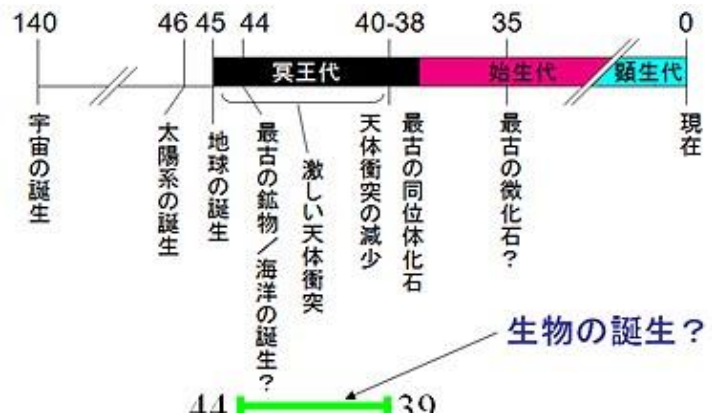 140 46 45 44 40-38 35 0
冥王代 始生代 顕生代
宇宙の誕生
太陽系の誕生
地球の誕生
最古の鉱物／海洋の誕生？
激しい天体衝突
天体衝突の減少
最古の同位体化石
最古の微化石？
現在
生物の誕生？
44 39